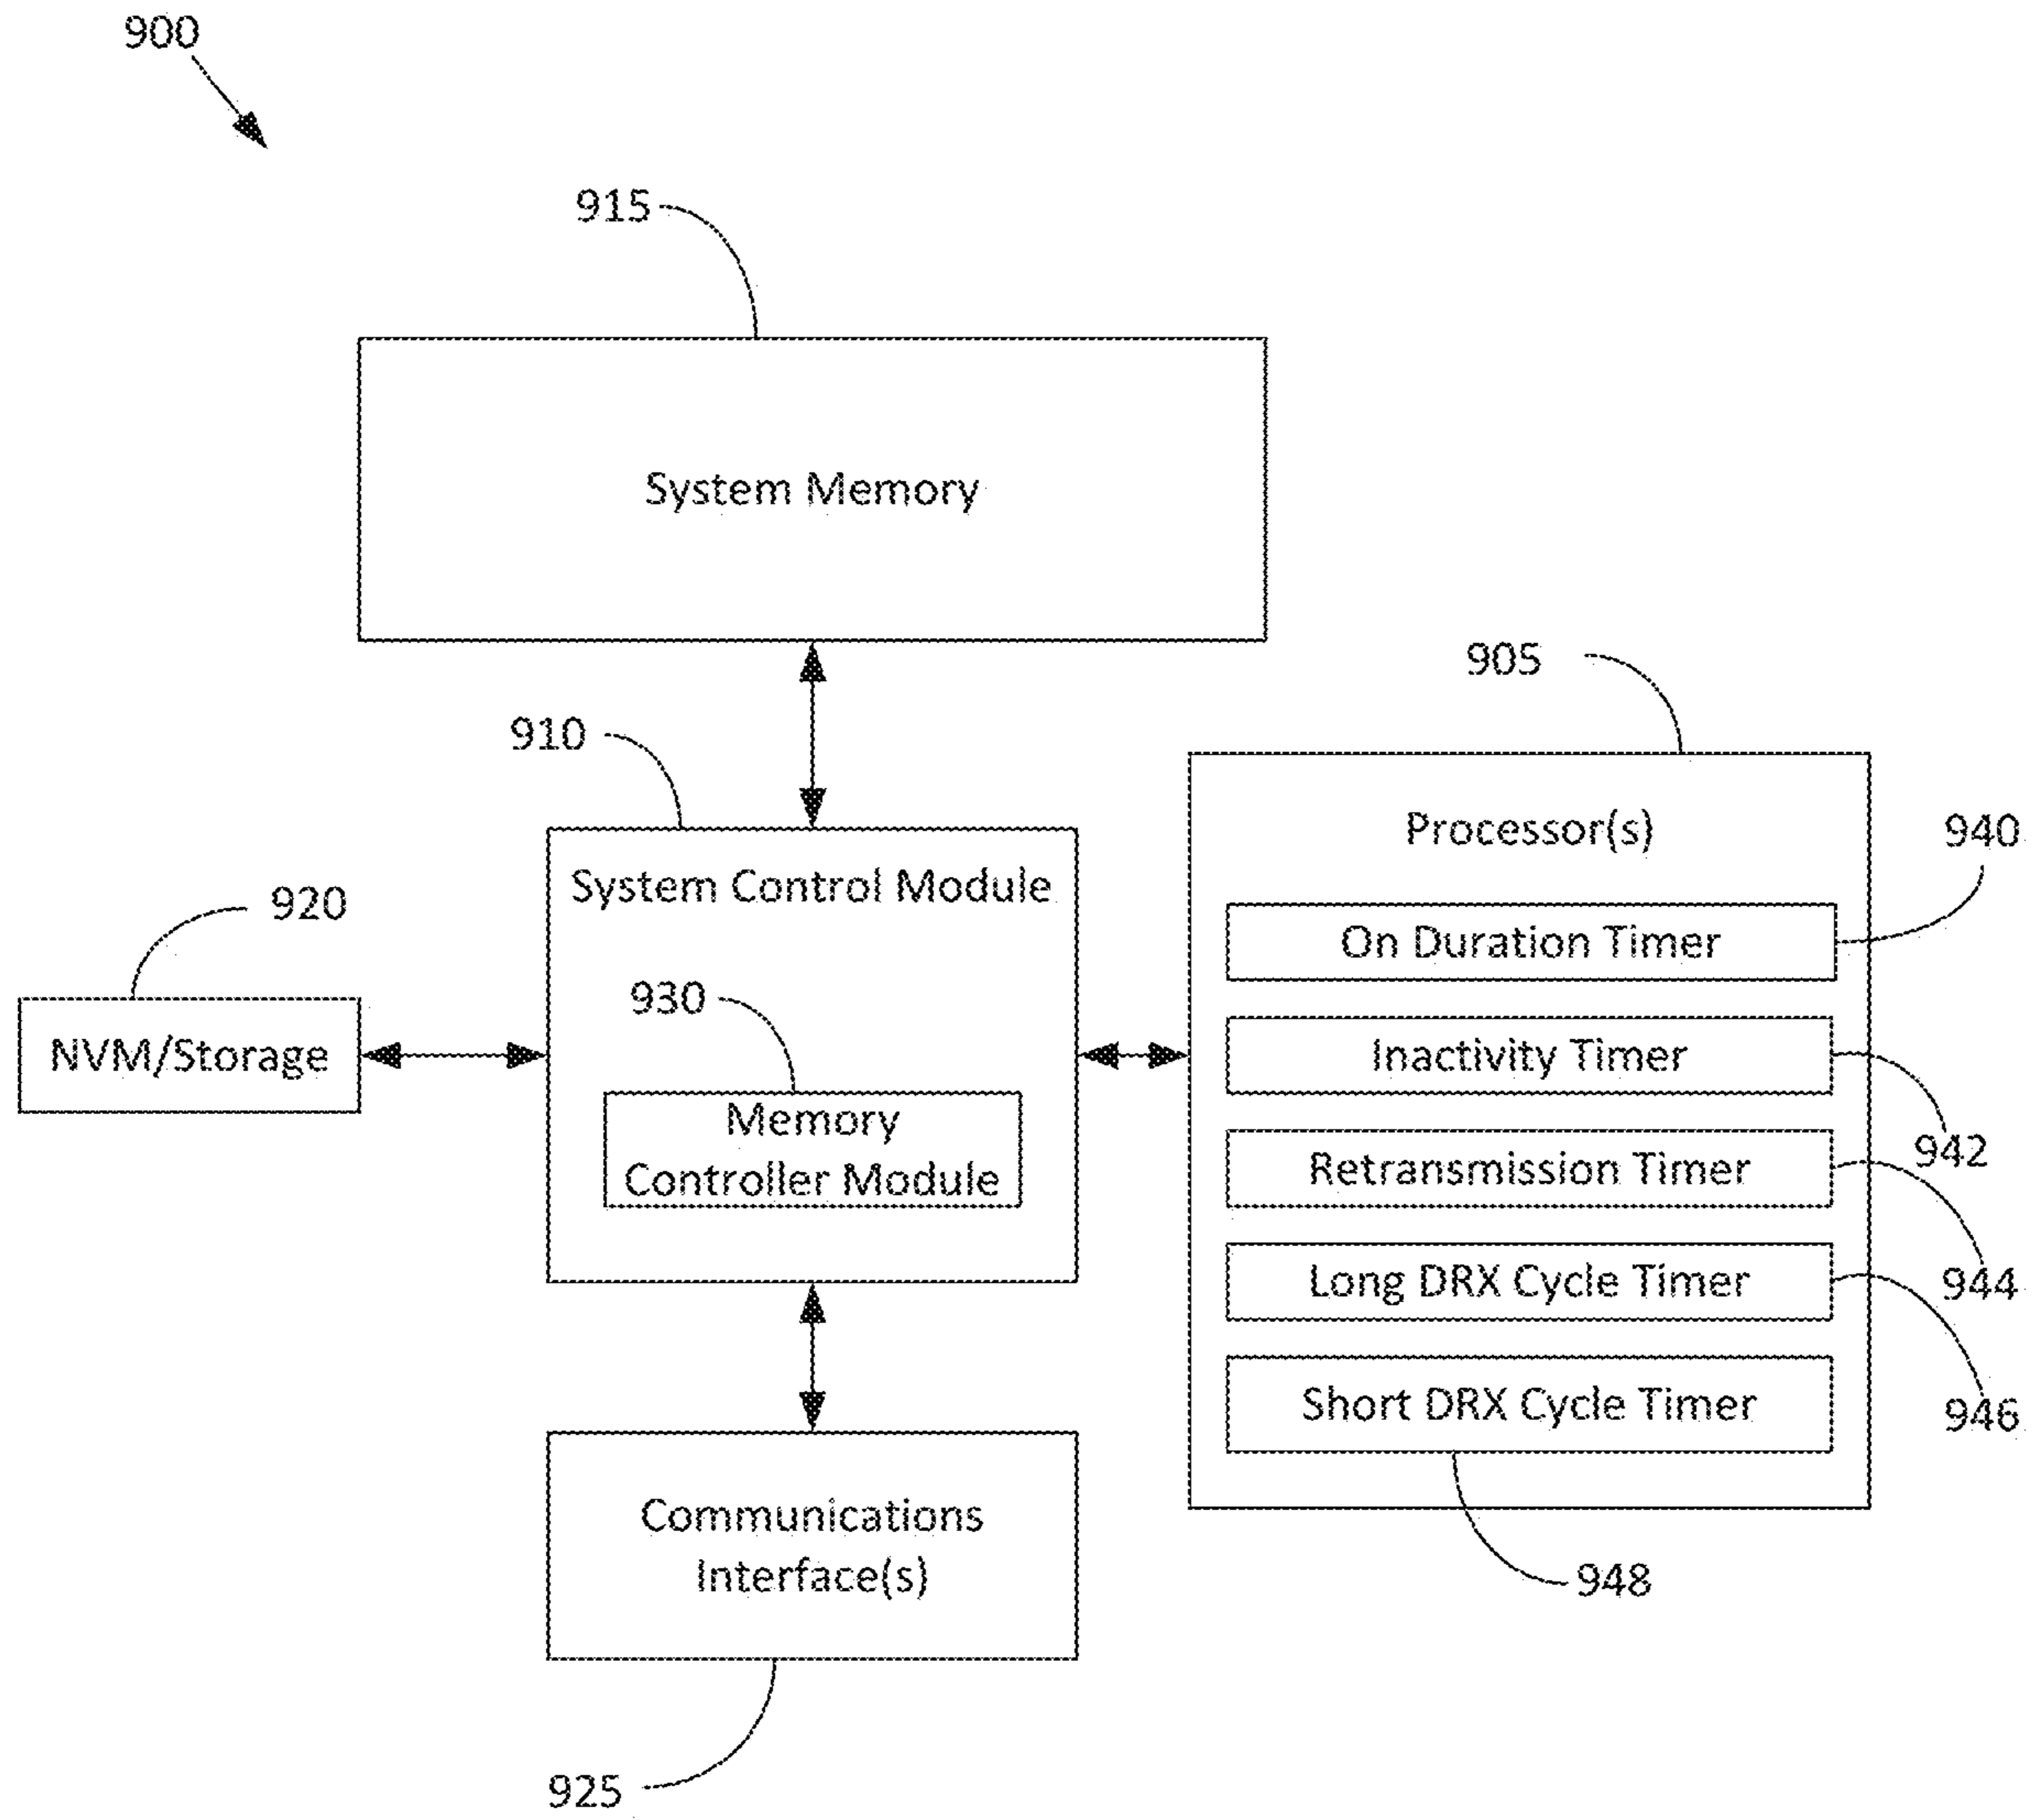 900
915
System Memory
905
910
Processor(s)
940
System Control Module
920
On Duration Timer
930
NVM/Storage
Inactivity Timer
Memory
Controller Module
942
Retransmission Timer
Long DRX Cycle Timer
944
Short DRX Cycle Timer
946
Communications
Interface(s)
948
925